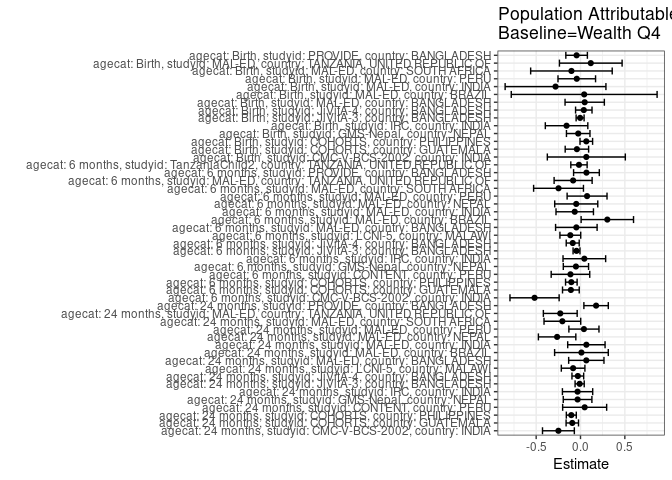 Population Attributable
Baseline=Wealth Q4
agecat: Birth, studyid: PROVIDE, country: BANGLADESH
agecat: Birth, studyid: MAL-ED, country: TANZANIA, UNITED REPUBLIC OF
agecat: Birth, studyid: MAL-ED, country: SOUTH AFRICA
agecat: Birth, studyid: MAL-ED, country: PERU
agecat: Birth, studyid: MAL-ED, country: INDIA
agecat: Birth, studyid: MAL-ED, country: BRAZIL
agecat: Birth, studyid: MAL-ED, country: BANGLADESH
agecat: Birth, studyid: JiVitA-4, country: BANGLADESH
agecat: Birth, studyid: JiVitA-3, country: BANGLADESH
agecat: Birth, studyid: IRC, country: INDIA
agecat: Birth, studyid: GMS-Nepal, country: NEPAL
agecat: Birth, studyid: COHORTS, country: PHILIPPINES
agecat: Birth, studyid: COHORTS, country: GUATEMALA
agecat: Birth, studyid: CMC-V-BCS-2002, country: INDIA
agecat: 6 months, studyid: TanzaniaChild2, country: TANZANIA, UNITED REPUBLIC OF
agecat: 6 months, studyid: PROVIDE, country: BANGLADESH
agecat: 6 months, studyid: MAL-ED, country: TANZANIA, UNITED REPUBLIC OF
agecat: 6 months, studyid: MAL-ED, country: SOUTH AFRICA
agecat: 6 months, studyid: MAL-ED, country: PERU
agecat: 6 months, studyid: MAL-ED, country: NEPAL
agecat: 6 months, studyid: MAL-ED, country: INDIA
agecat: 6 months, studyid: MAL-ED, country: BRAZIL
agecat: 6 months, studyid: MAL-ED, country: BANGLADESH
agecat: 6 months, studyid: LCNI-5, country: MALAWI
agecat: 6 months, studyid: JiVitA-4, country: BANGLADESH
agecat: 6 months, studyid: JiVitA-3, country: BANGLADESH
agecat: 6 months, studyid: IRC, country: INDIA
agecat: 6 months, studyid: GMS-Nepal, country: NEPAL
agecat: 6 months, studyid: CONTENT, country: PERU
agecat: 6 months, studyid: COHORTS, country: PHILIPPINES
agecat: 6 months, studyid: COHORTS, country: GUATEMALA
agecat: 6 months, studyid: CMC-V-BCS-2002, country: INDIA
agecat: 24 months, studyid: PROVIDE, country: BANGLADESH
agecat: 24 months, studyid: MAL-ED, country: TANZANIA, UNITED REPUBLIC OF
agecat: 24 months, studyid: MAL-ED, country: SOUTH AFRICA
agecat: 24 months, studyid: MAL-ED, country: PERU
agecat: 24 months, studyid: MAL-ED, country: NEPAL
agecat: 24 months, studyid: MAL-ED, country: INDIA
agecat: 24 months, studyid: MAL-ED, country: BRAZIL
agecat: 24 months, studyid: MAL-ED, country: BANGLADESH
agecat: 24 months, studyid: LCNI-5, country: MALAWI
agecat: 24 months, studyid: JiVitA-4, country: BANGLADESH
agecat: 24 months, studyid: JiVitA-3, country: BANGLADESH
agecat: 24 months, studyid: IRC, country: INDIA
agecat: 24 months, studyid: GMS-Nepal, country: NEPAL
agecat: 24 months, studyid: CONTENT, country: PERU
agecat: 24 months, studyid: COHORTS, country: PHILIPPINES
agecat: 24 months, studyid: COHORTS, country: GUATEMALA
agecat: 24 months, studyid: CMC-V-BCS-2002, country: INDIA
-0.5 0.0 0.5
Estimate